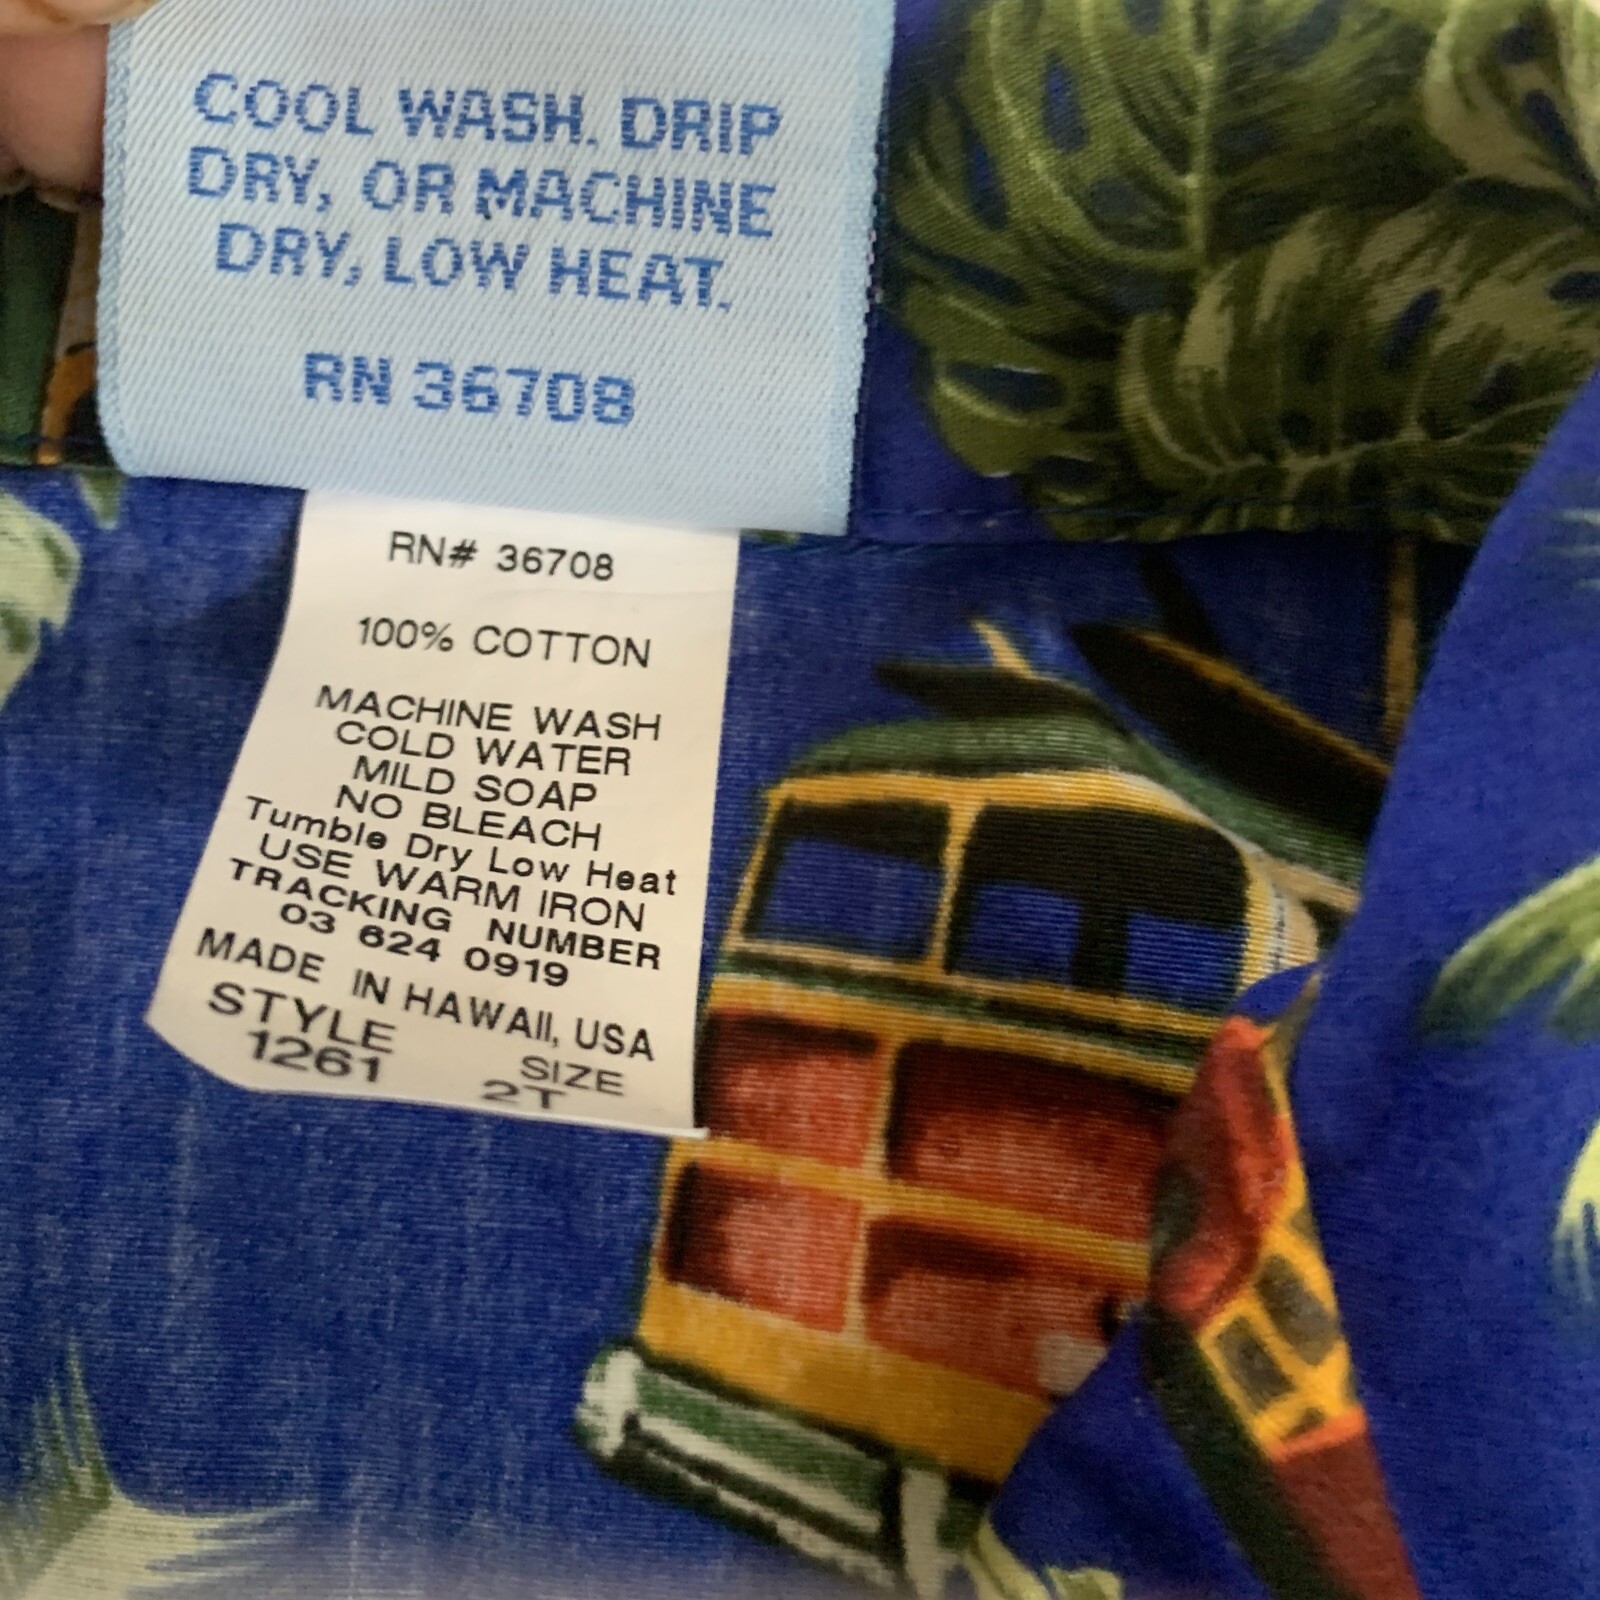 COOL WASH. DRIP
DRY, OR MACHINE
DRY, LOW HEAT.
RN 36708
RN# 36708
100% COTTON
MACHINE WASH
COLD WATER
MILD SOAP
NO BLEACH
Tumble Dry Low Heat
USE WARM IRON
TRACKING NUMBER
03 624 0919
MADE IN HAWAII, USA
STYLE SIZE
1261 2T